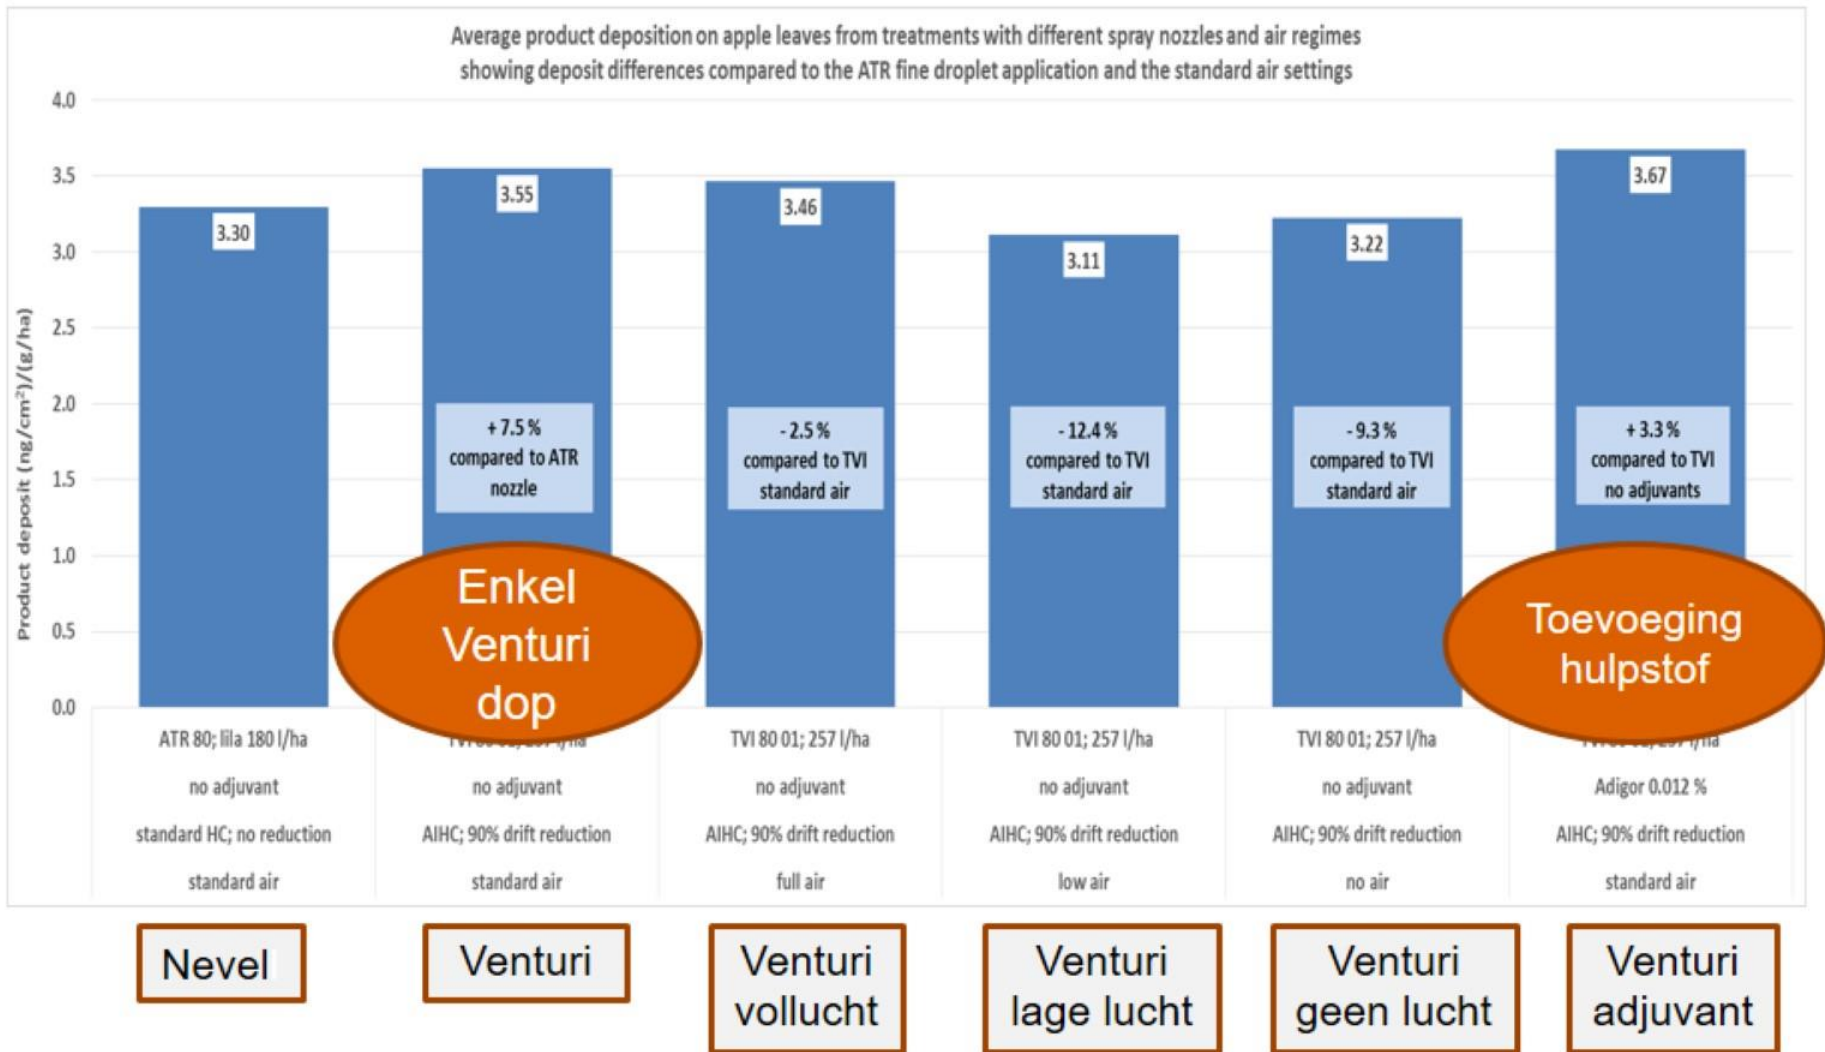 Average product deposition on apple leaves from treatments with different spray nozzles and air regimes
showing deposit differences compared to the ATR fine droplet application and the standard air settings
Product deposit (ng/cm²)/(g/ha)
4.0
3.5
3.0
2.5
2.0
1.5
1.0
0.5
0.0
3.30
3.55
3.46
3.11
3.22
3.67
+ 7.5 %
compared to ATR
nozzle
- 2.5 %
compared to TVI
standard air
- 12.4 %
compared to TVI
standard air
- 9.3 %
compared to TVI
standard air
+ 3.3 %
compared to TVI
no adjuvants
Enkel
Venturi
dop
Toevoeging
hulpstof
ATR 80; lila 180 l/ha
no adjuvant
standard HC; no reduction
standard air
no adjuvant
AIHC; 90% drift reduction
standard air
TVI 80 01; 257 l/ha
no adjuvant
AIHC; 90% drift reduction
full air
TVI 80 01; 257 l/ha
no adjuvant
AIHC; 90% drift reduction
low air
TVI 80 01; 257 l/ha
no adjuvant
AIHC; 90% drift reduction
no air
Adigor 0.012 %
AIHC; 90% drift reduction
standard air
Nevel
Venturi
Venturi
vollucht
Venturi
lage lucht
Venturi
geen lucht
Venturi
adjuvant